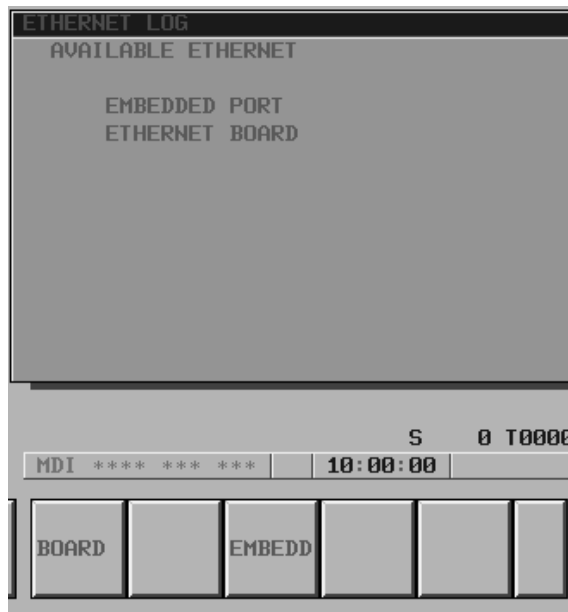 ETHERNET LOG
AVAILABLE ETHERNET
EMBEDDED PORT
ETHERNET BOARD
S 0 T0000
MDI **** *** *** 10:00:00
BOARD EMBEDD